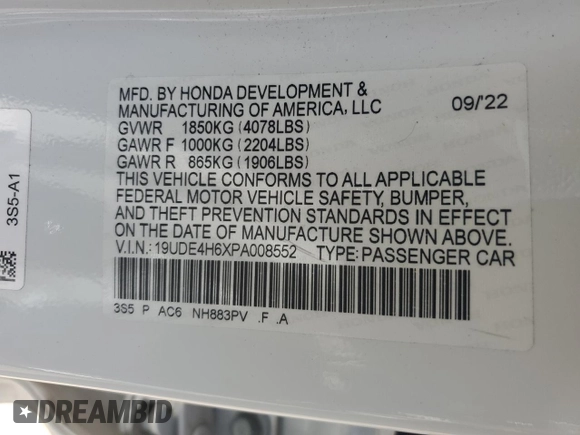 MFD. BY HONDA DEVELOPMENT &
MANUFACTURING OF AMERICA, LLC
09/'22
GVWR 1850KG (4078LBS)
GAWR F 1000KG (2204LBS)
GAWR R 865KG (1906LBS)
THIS VEHICLE CONFORMS TO ALL APPLICABLE
FEDERAL MOTOR VEHICLE SAFETY, BUMPER,
AND THEFT PREVENTION STANDARDS IN EFFECT
ON THE DATE OF MANUFACTURE SHOWN ABOVE.
V.I.N.: 19UDE4H6XPA008552 TYPE: PASSENGER CAR
3S5 P AC6 NH883PV .F .A
3S5-A1
DREAMBID